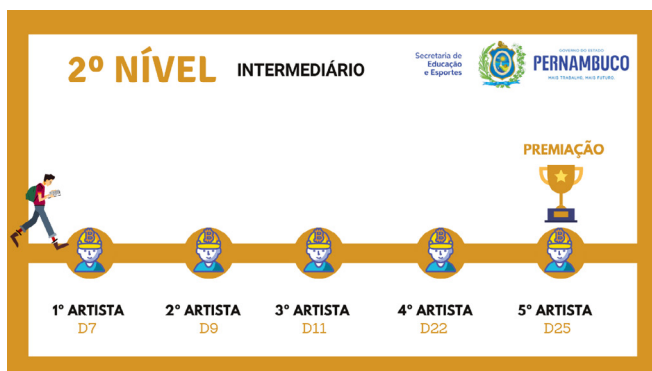 2º NÍVEL INTERMEDIÁRIO
Secretaria de
Educação
e Esportes
GOVERNO DO ESTADO
PERNAMBUCO
MAIS TRABALHO, MAIS FUTURO.
PREMIAÇÃO
1º ARTISTA
D7
2º ARTISTA
D9
3º ARTISTA
D11
4º ARTISTA
D22
5º ARTISTA
D25